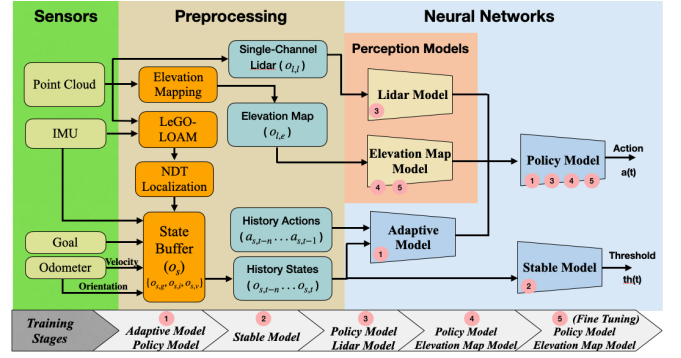 Sensors
Preprocessing
Neural Networks
Point Cloud
IMU
Goal
Odometer
Velocity
Orientation
Elevation
Mapping
LeGO-
LOAM
NDT
Localization
State
Buffer
(o_s)
{o_{s,g}, o_{s,i}, o_{s,v}}
Single-Channel
Lidar (o_{l,l})
Elevation Map
(o_{l,e})
History Actions
(a_{s,t−n} ... a_{s,t−1})
History States
(o_{s,t−n} ... o_{s,t})
Perception Models
Lidar Model
3
Elevation Map
Model
4 5
Adaptive
Model
1
Policy Model
1 3 4 5
Action
a(t)
Stable Model
2
Threshold
th(t)
Training
Stages
1
Adaptive Model
Policy Model
2
Stable Model
3
Policy Model
Lidar Model
4
Policy Model
Elevation Map Model
5 (Fine Tuning)
Policy Model
Elevation Map Model